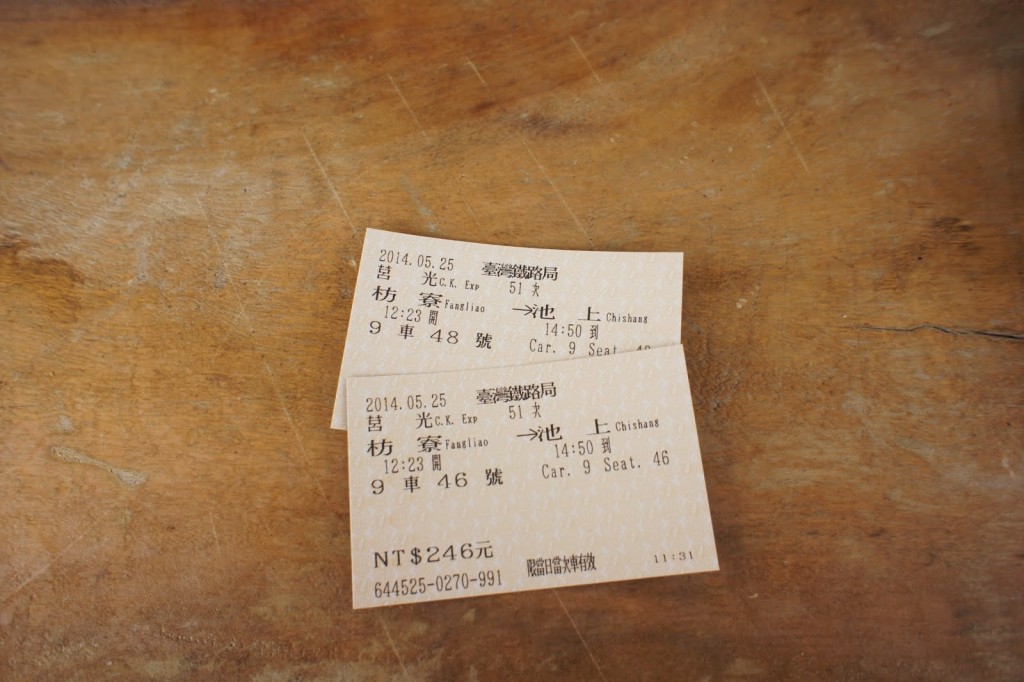 2014.05.25 臺灣鐵路局
莒 光 C.K. Exp 51 次
枋 寮 Fangliao →池 上 Chishang
12:23 開 14:50 到
9 車 48 號 Car. 9 Seat. 48
2014.05.25 臺灣鐵路局
莒 光 C.K. Exp 51 次
枋 寮 Fangliao →池 上 Chishang
12:23 開 14:50 到
9 車 46 號 Car. 9 Seat. 46
NT$246元
644525-0270-991 限當日當次車有效 11:31